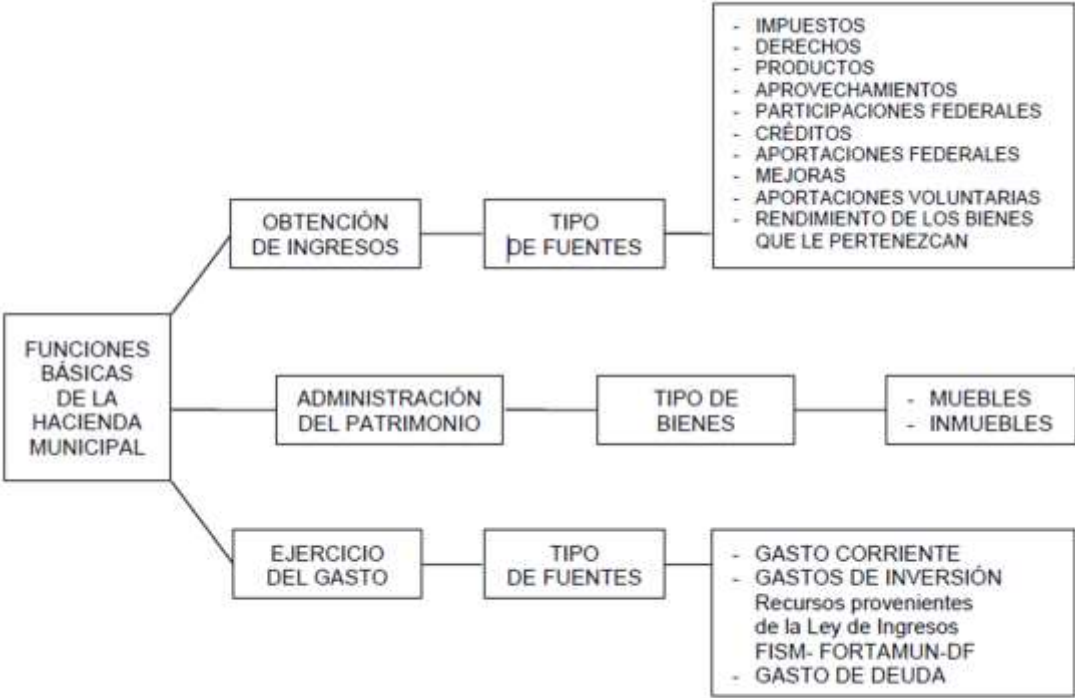 FUNCIONES
BÁSICAS
DE LA
HACIENDA
MUNICIPAL
OBTENCIÓN
DE INGRESOS
TIPO
DE FUENTES
- IMPUESTOS
- DERECHOS
- PRODUCTOS
- APROVECHAMIENTOS
- PARTICIPACIONES FEDERALES
- CRÉDITOS
- APORTACIONES FEDERALES
- MEJORAS
- APORTACIONES VOLUNTARIAS
- RENDIMIENTO DE LOS BIENES
QUE LE PERTENEZCAN
ADMINISTRACIÓN
DEL PATRIMONIO
TIPO DE
BIENES
- MUEBLES
- INMUEBLES
EJERCICIO
DEL GASTO
TIPO
DE FUENTES
- GASTO CORRIENTE
- GASTOS DE INVERSIÓN
Recursos provenientes
de la Ley de Ingresos
FISM- FORTAMUN-DF
- GASTO DE DEUDA